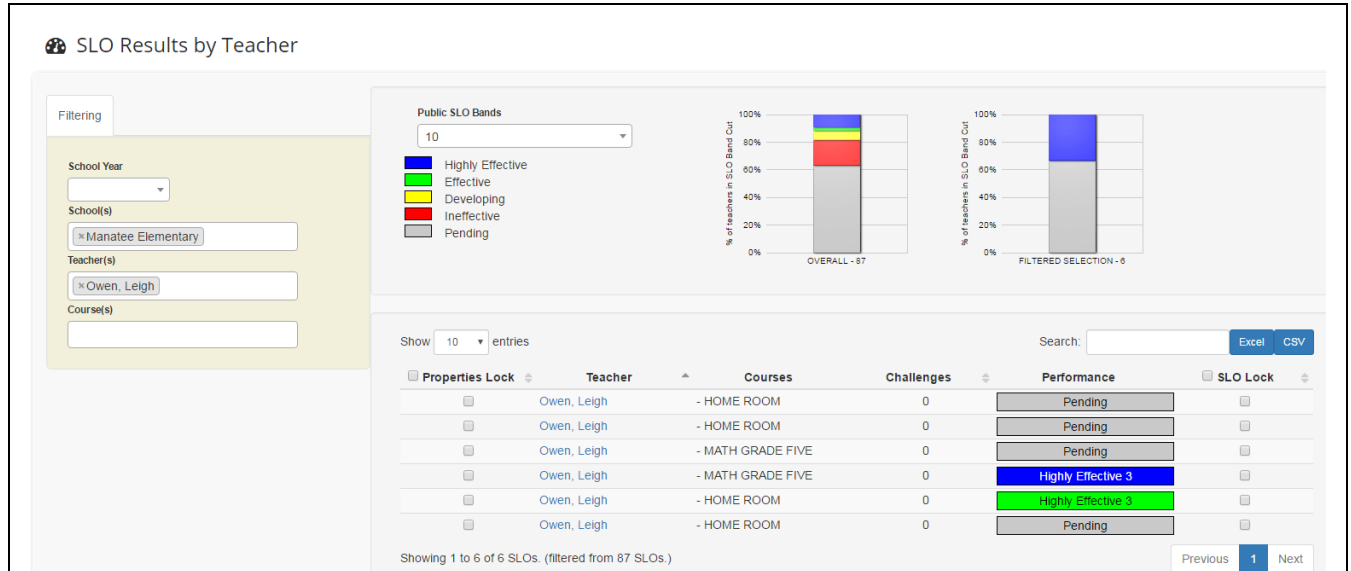 SLO Results by Teacher
Filtering
School Year
School(s)
×Manatee Elementary
Teacher(s)
×Owen, Leigh
Course(s)
Public SLO Bands
10
Highly Effective
Effective
Developing
Ineffective
Pending
% of teachers in SLO Band Cut
100%
80%
60%
40%
20%
0%
OVERALL - 87
% of teachers in SLO Band Cut
100%
80%
60%
40%
20%
0%
FILTERED SELECTION - 6
Show 10 entries Search: Excel CSV
Properties Lock Teacher Courses Challenges Performance SLO Lock
Owen, Leigh - HOME ROOM 0 Pending
Owen, Leigh - HOME ROOM 0 Pending
Owen, Leigh - MATH GRADE FIVE 0 Pending
Owen, Leigh - MATH GRADE FIVE 0 Highly Effective 3
Owen, Leigh - HOME ROOM 0 Highly Effective 3
Owen, Leigh - HOME ROOM 0 Pending
Showing 1 to 6 of 6 SLOs. (filtered from 87 SLOs.) Previous 1 Next